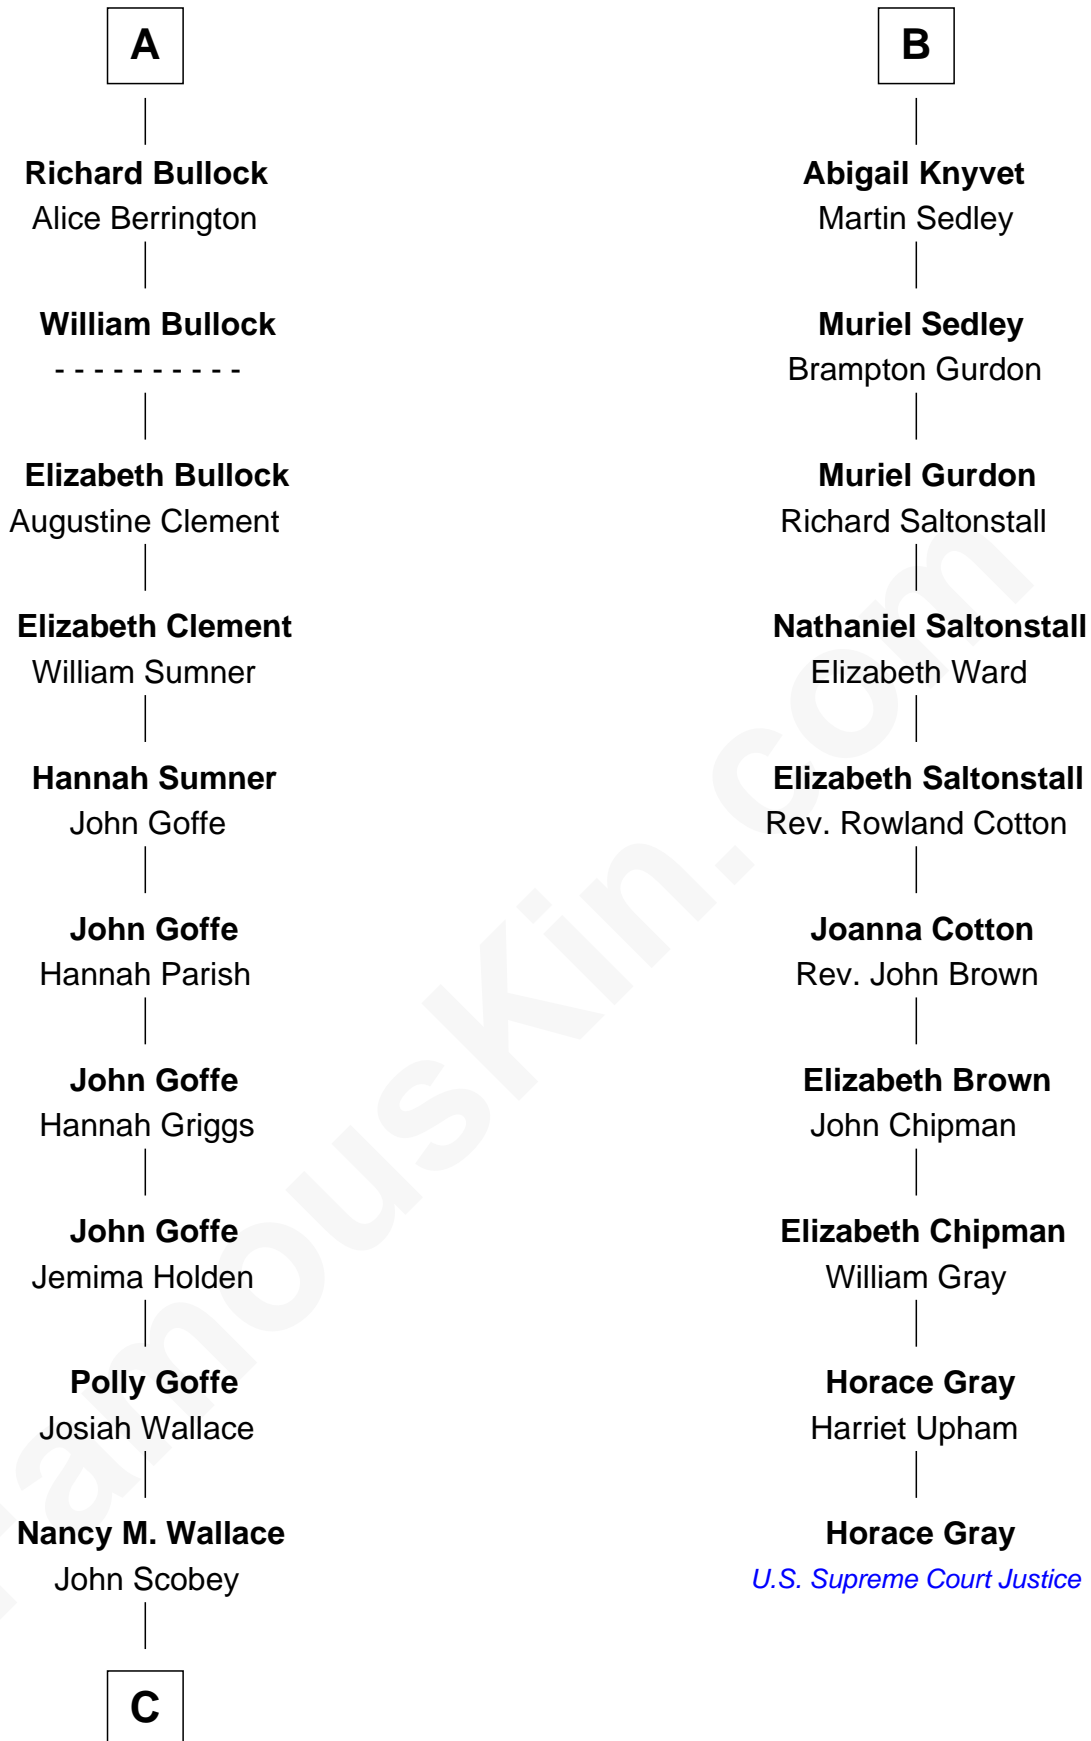 A
Richard Bullock
Alice Berrington
William Bullock
- - - - - - - - - -
Elizabeth Bullock
Augustine Clement
Elizabeth Clement
William Sumner
Hannah Sumner
John Goffe
John Goffe
Hannah Parish
John Goffe
Hannah Griggs
John Goffe
Jemima Holden
Polly Goffe
Josiah Wallace
Nancy M. Wallace
John Scobey
C
B
Abigail Knyvet
Martin Sedley
Muriel Sedley
Brampton Gurdon
Muriel Gurdon
Richard Saltonstall
Nathaniel Saltonstall
Elizabeth Ward
Elizabeth Saltonstall
Rev. Rowland Cotton
Joanna Cotton
Rev. John Brown
Elizabeth Brown
John Chipman
Elizabeth Chipman
William Gray
Horace Gray
Harriet Upham
Horace Gray
U.S. Supreme Court Justice
FamousKin.com